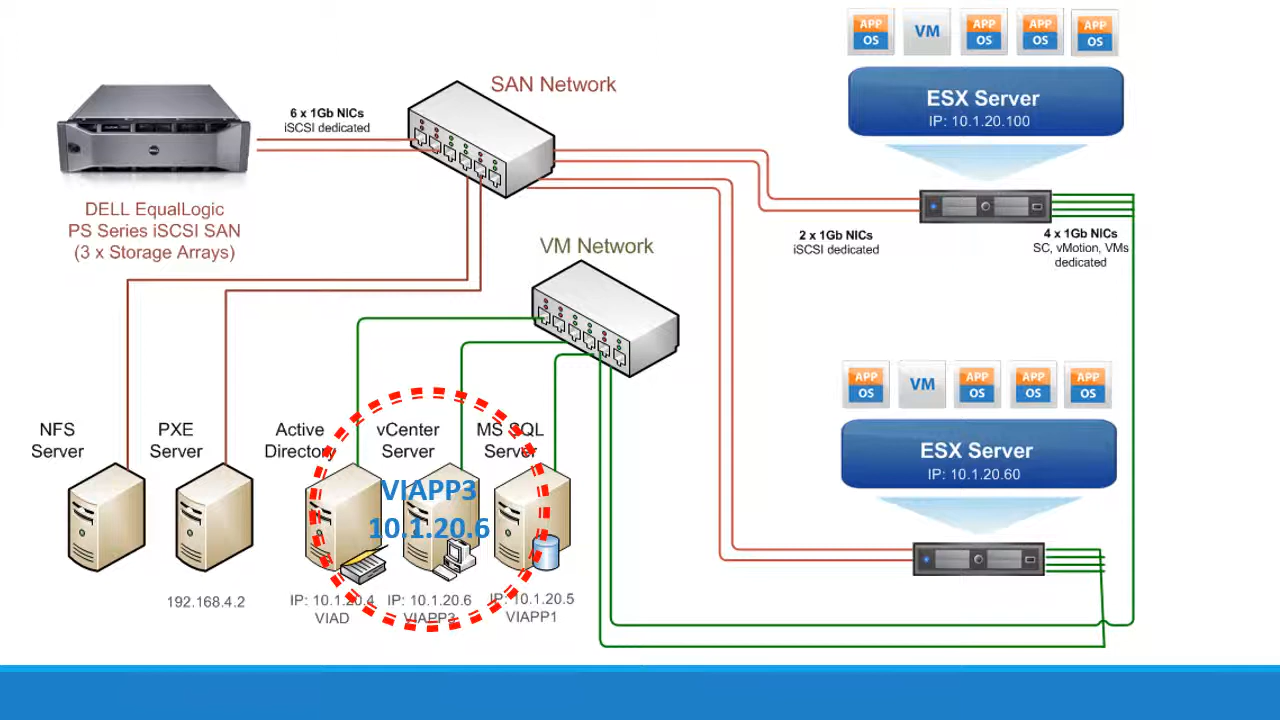 APP
OS
VM
APP
OS
APP
OS
APP
OS
ESX Server
IP: 10.1.20.100
SAN Network
6 x 1Gb NICs
iSCSI dedicated
DELL EqualLogic
PS Series iSCSI SAN
(3 x Storage Arrays)
2 x 1Gb NICs
iSCSI dedicated
4 x 1Gb NICs
SC, vMotion, VMs
dedicated
VM Network
APP
OS
VM
APP
OS
APP
OS
APP
OS
ESX Server
IP: 10.1.20.60
NFS
Server
PXE
Server
192.168.4.2
Active
Director
IP: 10.1.20.4
VIAD
vCenter
Server
VIAPP3
10.1.20.6
IP: 10.1.20.6
VIAPP3
MS SQL
Server
IP: 10.1.20.5
VIAPP1